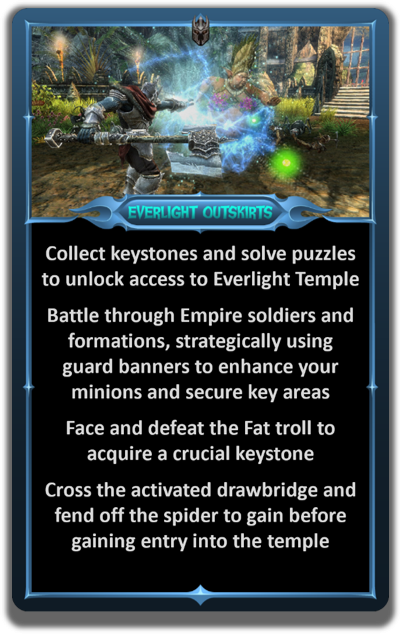 EVERLIGHT OUTSKIRTS
Collect keystones and solve puzzles
to unlock access to Everlight Temple
Battle through Empire soldiers and
formations, strategically using
guard banners to enhance your
minions and secure key areas
Face and defeat the Fat troll to
acquire a crucial keystone
Cross the activated drawbridge and
fend off the spider to gain before
gaining entry into the temple